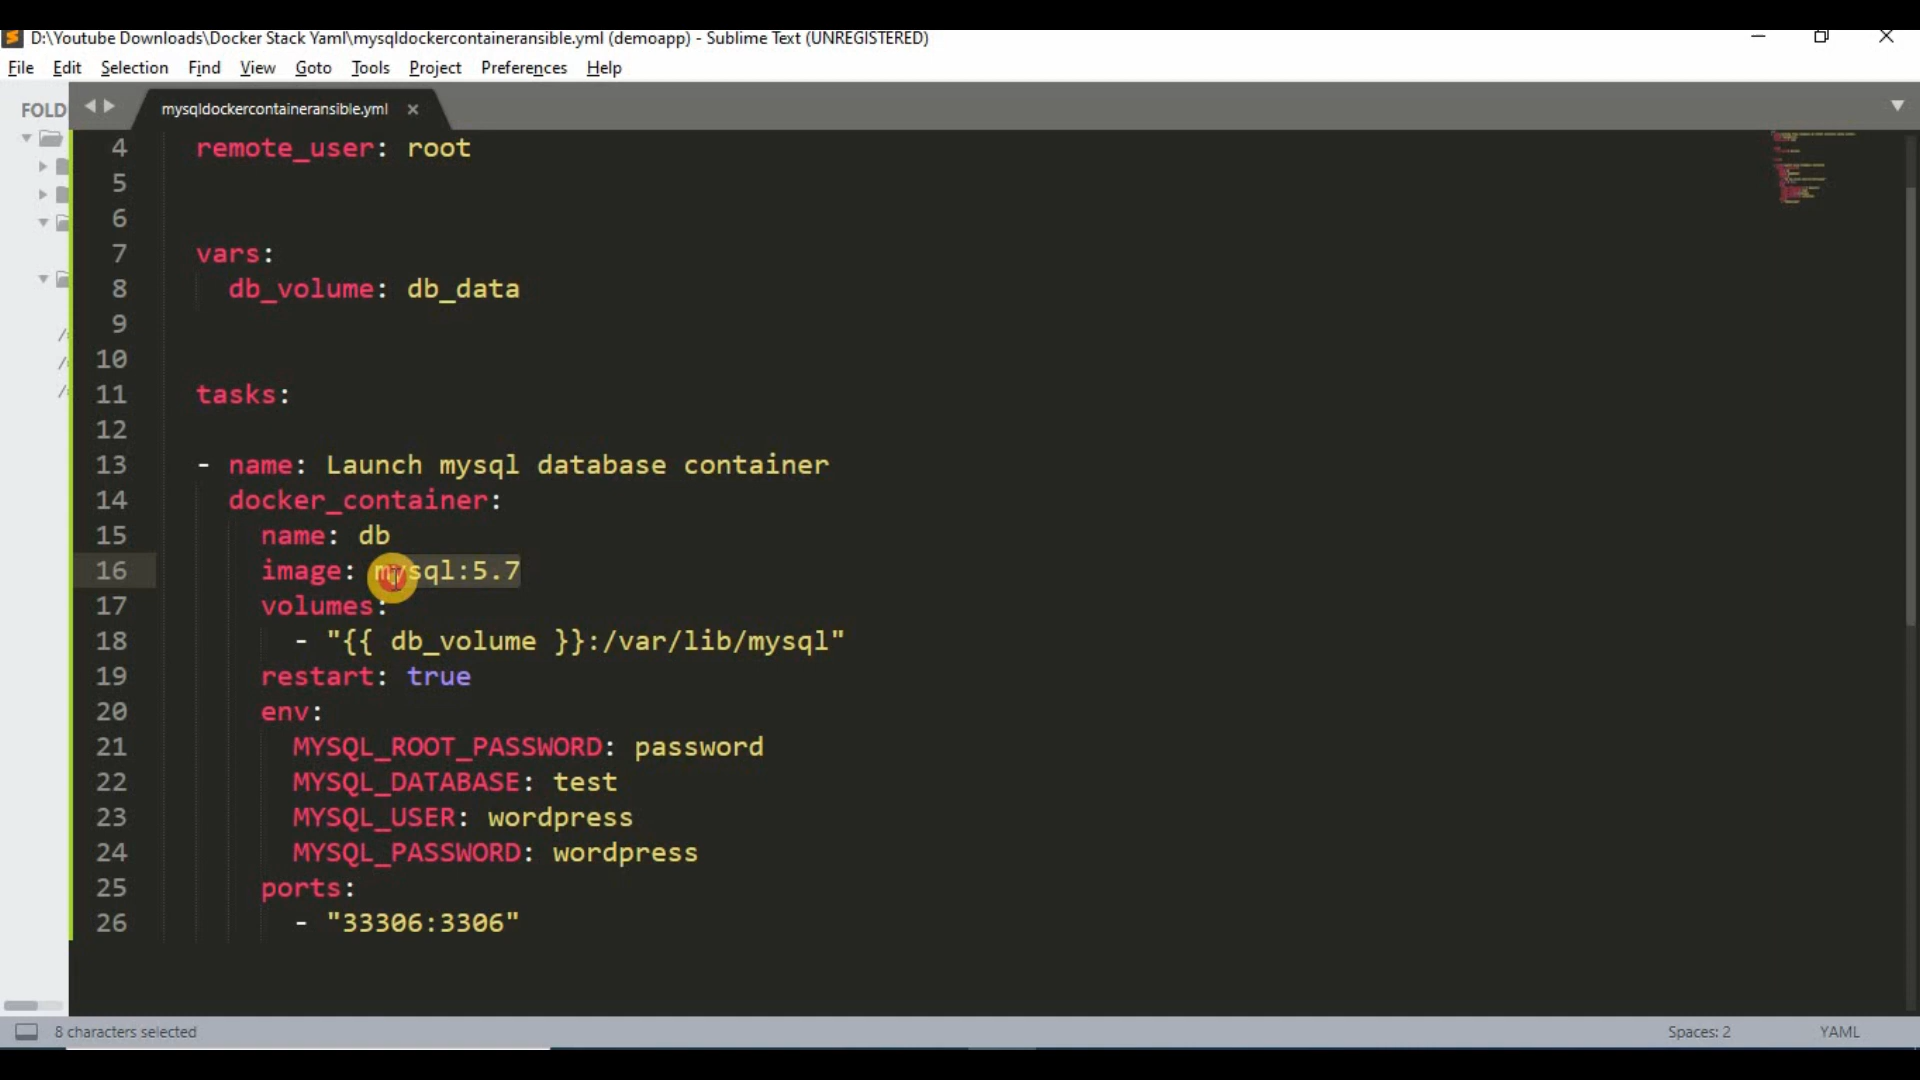 D:\Youtube Downloads\Docker Stack Yaml\mysqldockercontaineransible.yml (demoapp) - Sublime Text (UNREGISTERED)
File Edit Selection Find View Goto Tools Project Preferences Help
FOLD
mysqldockercontaineransible.yml
4 remote_user: root
5
6
7 vars:
8 db_volume: db_data
9
10
11 tasks:
12
13 - name: Launch mysql database container
14 docker_container:
15 name: db
16 image: mysql:5.7
17 volumes:
18 - "{{ db_volume }}:/var/lib/mysql"
19 restart: true
20 env:
21 MYSQL_ROOT_PASSWORD: password
22 MYSQL_DATABASE: test
23 MYSQL_USER: wordpress
24 MYSQL_PASSWORD: wordpress
25 ports:
26 - "33306:3306"
8 characters selected
Spaces: 2
YAML